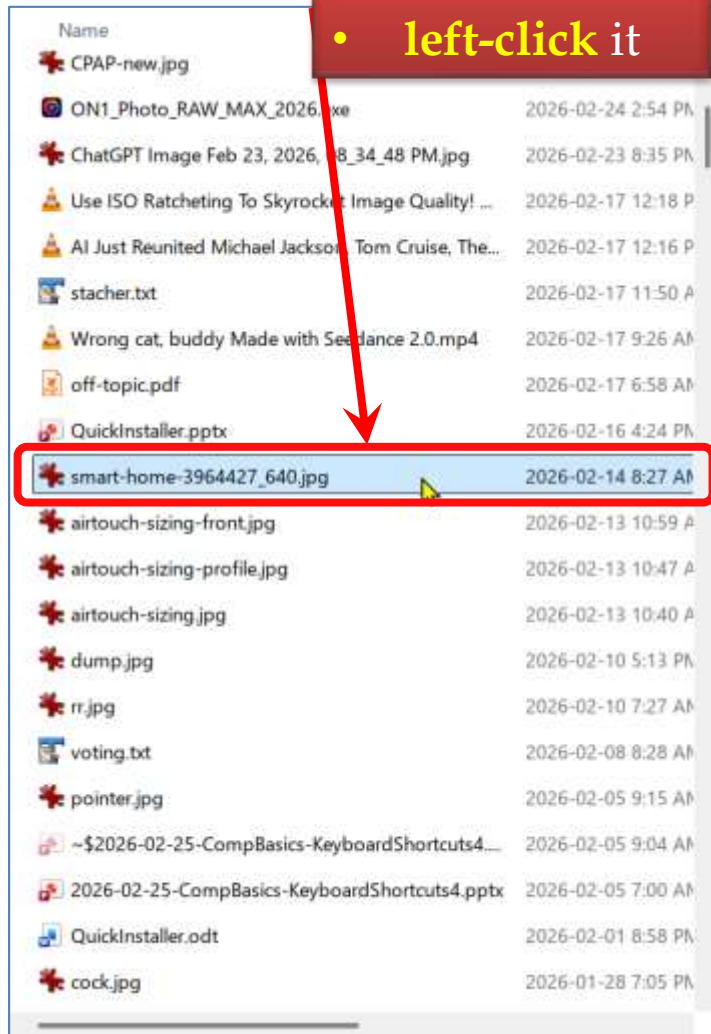 • left-click it
Name
CPAP-new.jpg
ON1_Photo_RAW_MAX_2026.exe 2026-02-24 2:54 PM
ChatGPT Image Feb 23, 2026, 08_34_48 PM.jpg 2026-02-23 8:35 PM
Use ISO Ratcheting To Skyrocket Image Quality! ... 2026-02-17 12:18 P
AI Just Reunited Michael Jackson, Tom Cruise, The... 2026-02-17 12:16 P
stacher.txt 2026-02-17 11:50 A
Wrong cat, buddy Made with Seedance 2.0.mp4 2026-02-17 9:26 AM
off-topic.pdf 2026-02-17 6:58 AM
QuickInstaller.pptx 2026-02-16 4:24 PM
smart-home-3964427_640.jpg 2026-02-14 8:27 AM
airtouch-sizing-front.jpg 2026-02-13 10:59 A
airtouch-sizing-profile.jpg 2026-02-13 10:47 A
airtouch-sizing.jpg 2026-02-13 10:40 A
dump.jpg 2026-02-10 5:13 PM
rr.jpg 2026-02-10 7:27 AM
voting.txt 2026-02-08 8:28 AM
pointer.jpg 2026-02-05 9:15 AM
~$2026-02-25-CompBasics-KeyboardShortcuts4.... 2026-02-05 9:04 AM
2026-02-25-CompBasics-KeyboardShortcuts4.pptx 2026-02-05 7:00 AM
QuickInstaller.odt 2026-02-01 8:58 PM
cock.jpg 2026-01-28 7:05 PM